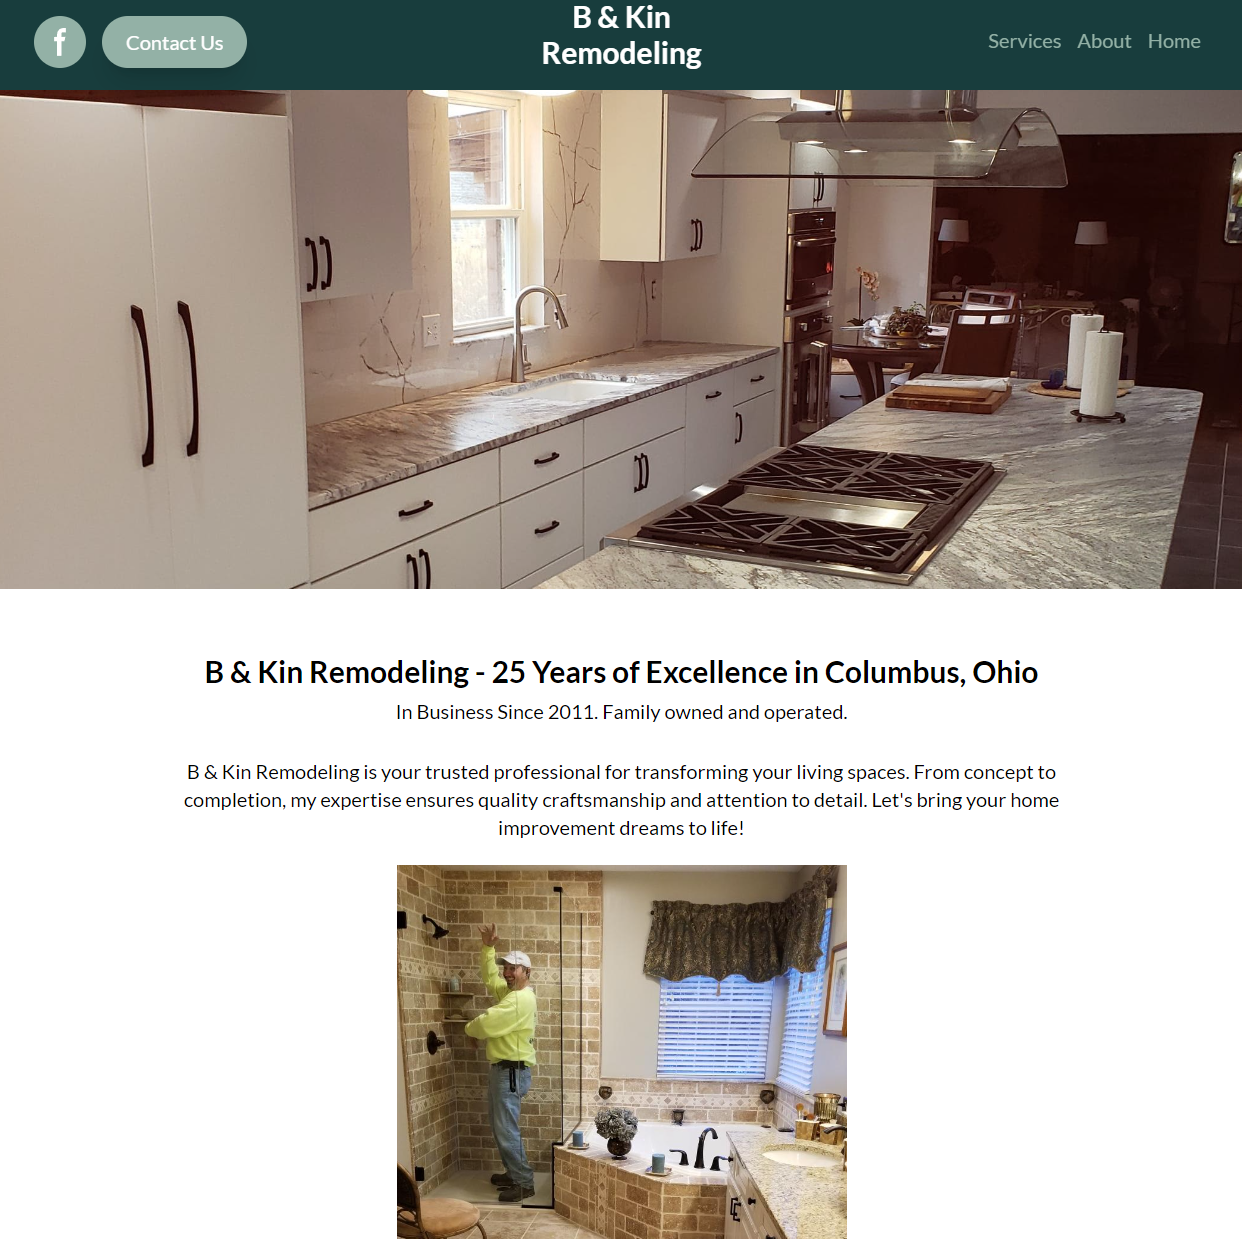 Contact Us
B & Kin
Remodeling
Services About Home
B & Kin Remodeling - 25 Years of Excellence in Columbus, Ohio
In Business Since 2011. Family owned and operated.
B & Kin Remodeling is your trusted professional for transforming your living spaces. From concept to
completion, my expertise ensures quality craftsmanship and attention to detail. Let's bring your home
improvement dreams to life!